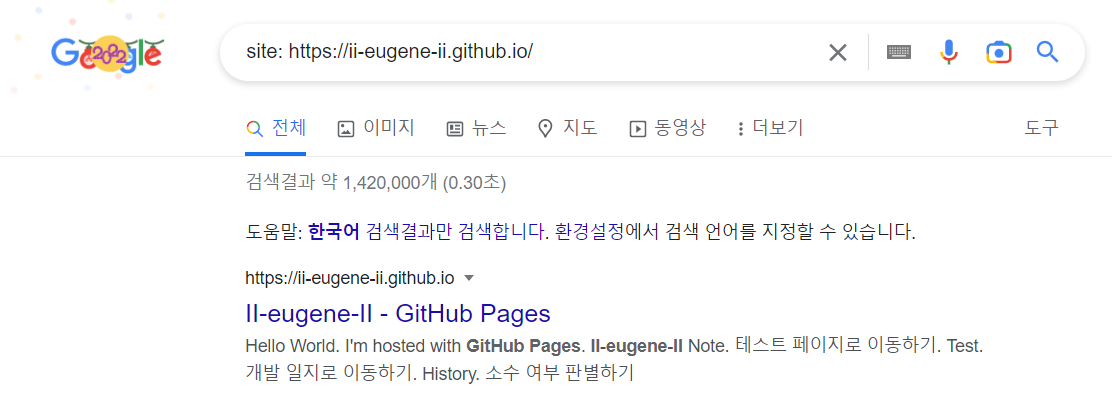 Google 2022
site: https://ii-eugene-ii.github.io/
전체 이미지 뉴스 지도 동영상 더보기 도구
검색결과 약 1,420,000개 (0.30초)
도움말: 한국어 검색결과만 검색합니다. 환경설정에서 검색 언어를 지정할 수 있습니다.
https://ii-eugene-ii.github.io
II-eugene-II - GitHub Pages
Hello World. I'm hosted with GitHub Pages. II-eugene-II Note. 테스트 페이지로 이동하기. Test.
개발 일지로 이동하기. History. 소수 여부 판별하기